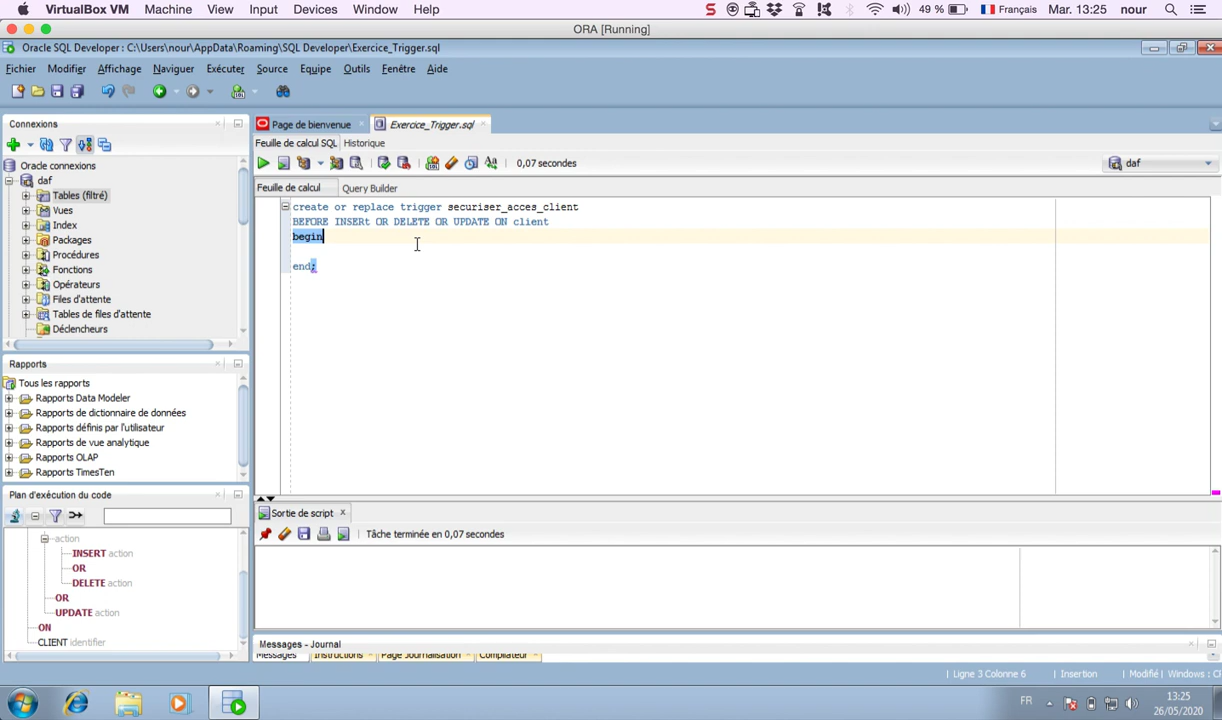 VirtualBox VM Machine View Input Devices Window Help 49 % Français Mar. 13:25 nour
ORA [Running]
Oracle SQL Developer : C:\Users\nour\AppData\Roaming\SQL Developer\Exercice_Trigger.sql
Fichier Modifier Affichage Naviguer Exécuter Source Equipe Outils Fenêtre Aide
Connexions
Oracle connexions
daf
Tables (filtré)
Vues
Index
Packages
Procédures
Fonctions
Opérateurs
Files d'attente
Tables de files d'attente
Déclencheurs
Rapports
Tous les rapports
Rapports Data Modeler
Rapports de dictionnaire de données
Rapports définis par l'utilisateur
Rapports de vue analytique
Rapports OLAP
Rapports TimesTen
Plan d'exécution du code
action
INSERT action
OR
DELETE action
OR
UPDATE action
ON
CLIENT identifier
Page de bienvenue Exercice_Trigger.sql
Feuille de calcul SQL Historique
0,07 secondes daf
Feuille de calcul Query Builder
create or replace trigger securiser_acces_client
BEFORE INSERt OR DELETE OR UPDATE ON client
begin
end;
Sortie de script
Tâche terminée en 0,07 secondes
Messages - Journal
Messages Instructions Page Journalisation Compilateur
Ligne 3 Colonne 6 Insertion Modifié Windows : C
FR 13:25
26/05/2020